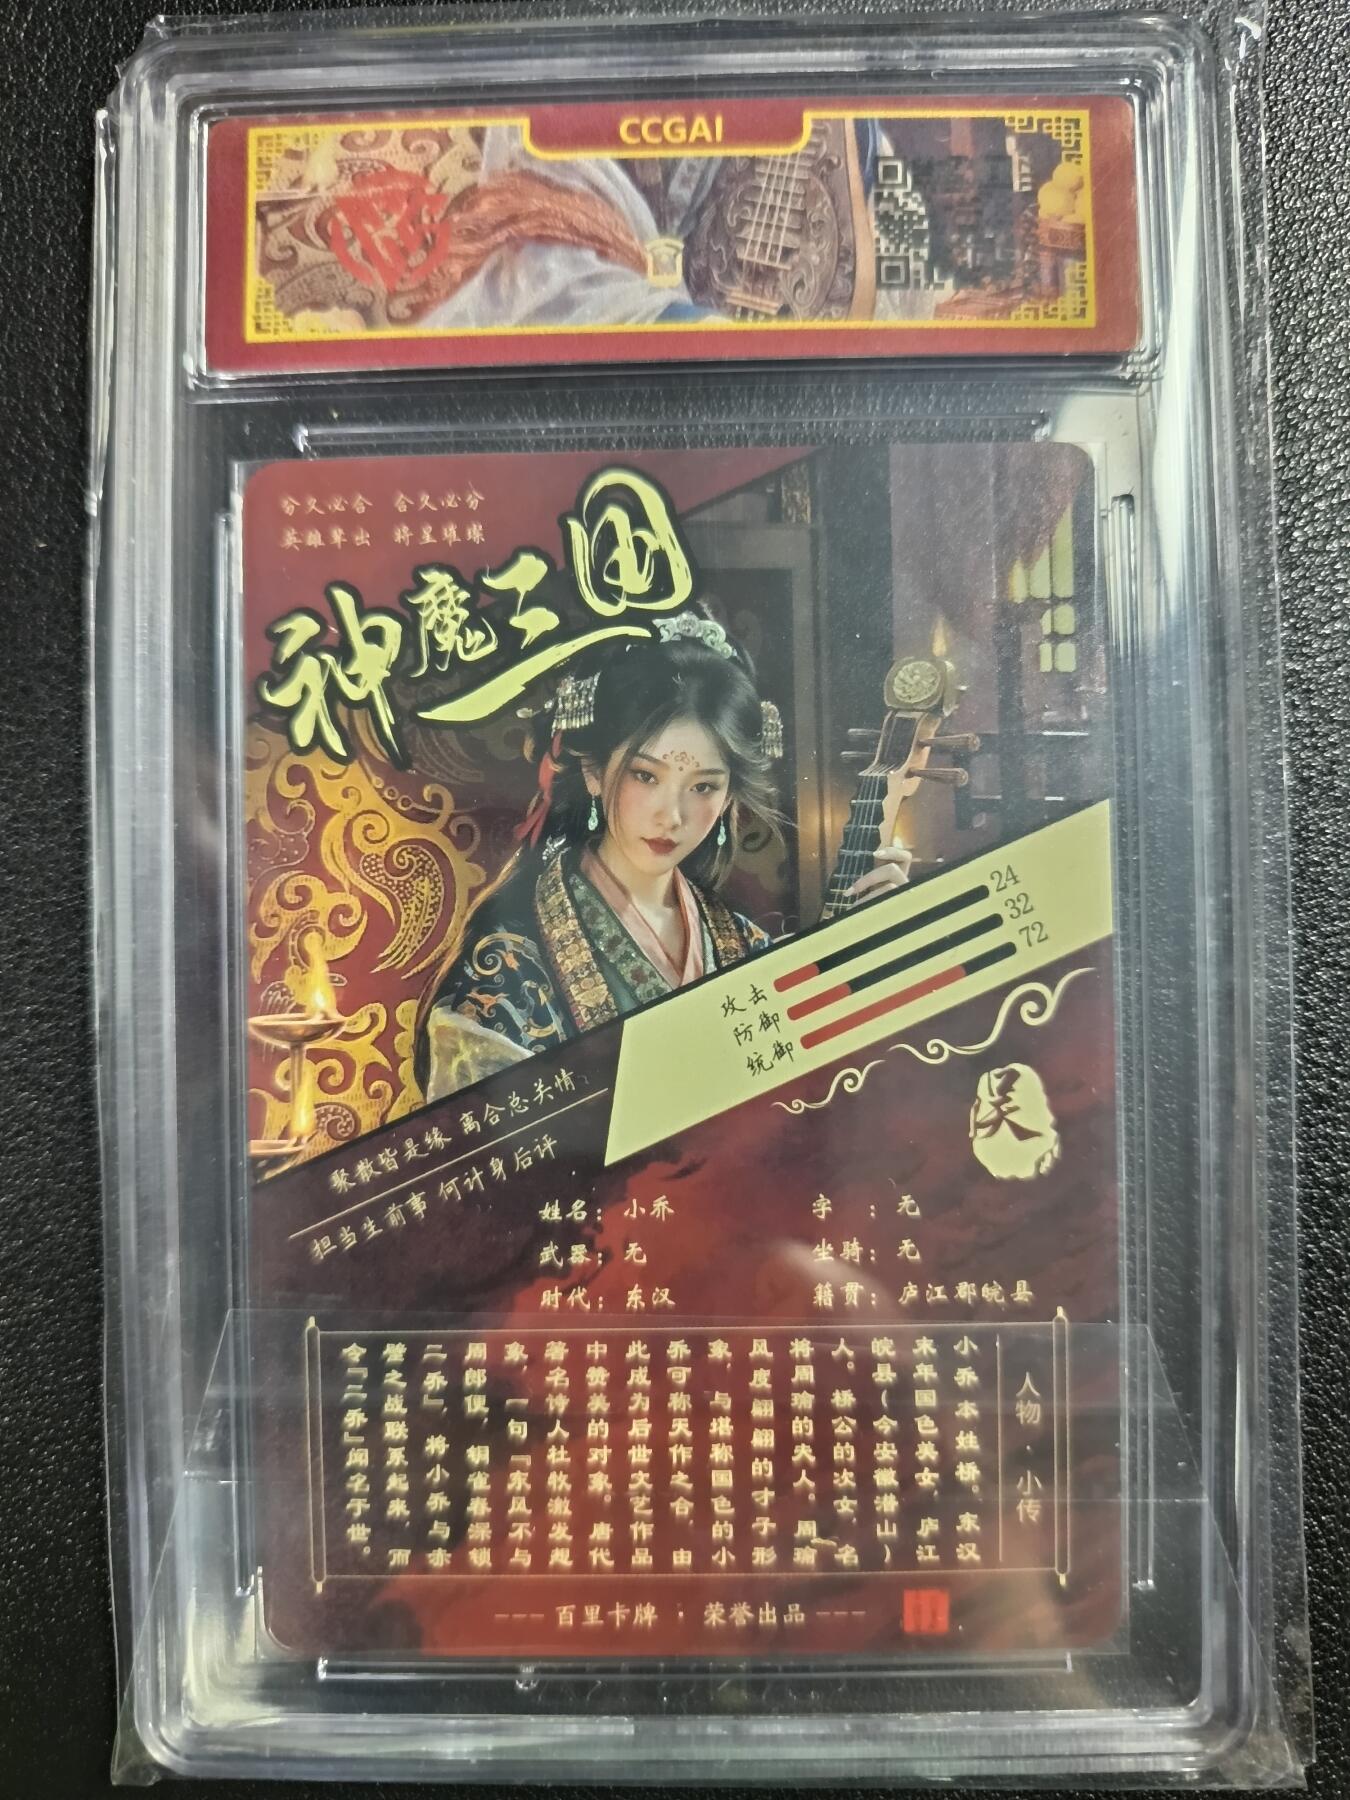 CCGAI
分久必合 合久必分
英雄辈出 将星璀璨
神魔三国
24
32
72
攻击
防御
统御
吴
聚散皆是缘 离合总关情
担当生前事 何计身后评
姓名：小乔
字：无
武器：无
坐骑：无
时代：东汉
籍贯：庐江郡皖县
人物·小传
小乔本姓桥。东汉
末年国色美女，庐江
皖县（今安徽潜山）
人。桥公的次女，名
将周瑜的夫人。周瑜
风度翩翩的才子形
象，与堪称国色的小
乔可称天作之合，由
此成为后世文艺作品
中赞美的对象。唐代
著名诗人杜牧激发想
象，一句『东风不与
周郎便，铜雀春深锁
二乔』，将小乔与赤
壁之战联系起来，而
令『二乔』闻名于世。
--- 百里卡牌 · 荣誉出品 ---